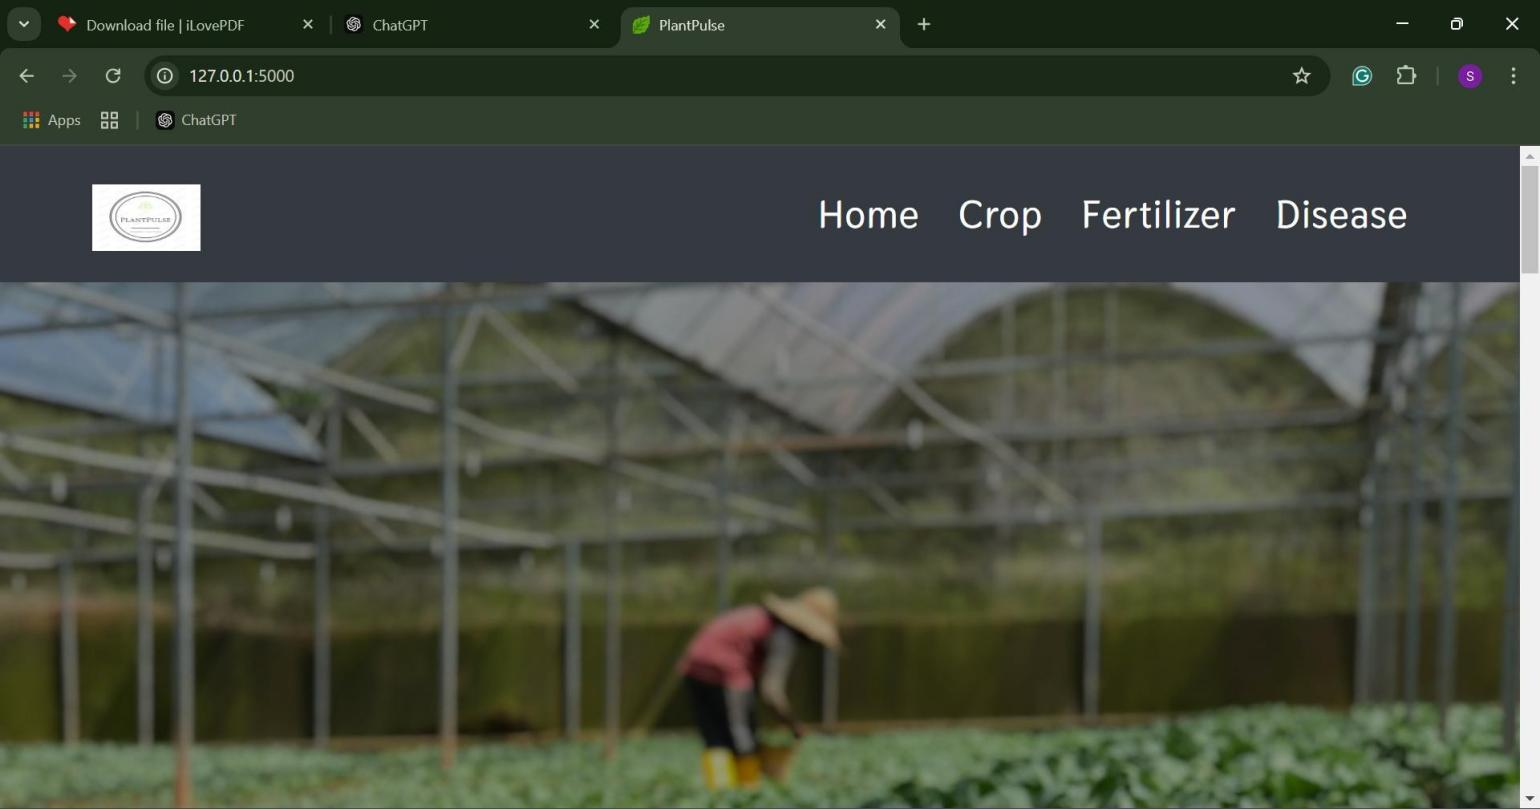 Download file | iLovePDF
ChatGPT
PlantPulse
127.0.0.1:5000
S
Apps
ChatGPT
PLANTPULSE
Home Crop Fertilizer Disease